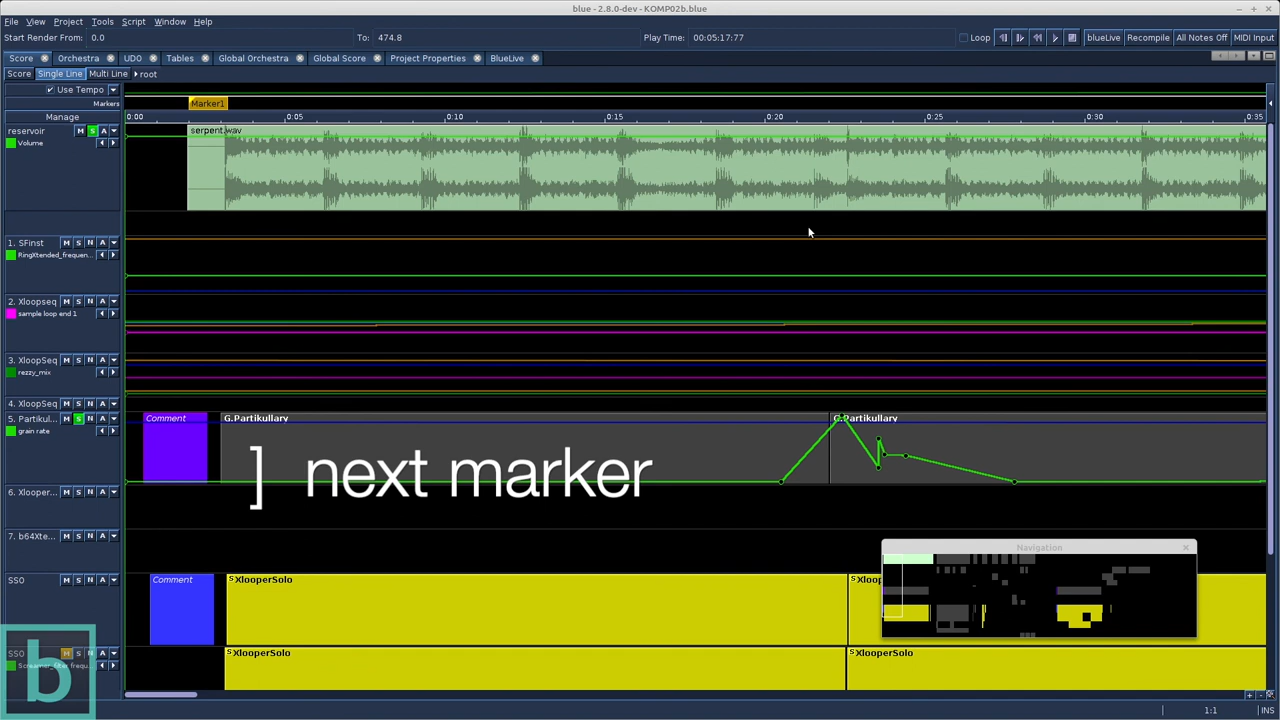 blue - 2.8.0-dev - KOMP02b.blue
File View Project Tools Script Window Help
Start Render From: 0.0 To: 474.8 Play Time: 00:05:17:77 Loop blueLive Recompile All Notes Off MIDI Input
Score Orchestra UDO Tables Global Orchestra Global Score Project Properties BlueLive
Score Single Line Multi Line root
Use Tempo
Markers Marker1
Manage 0:00 0:05 0:10 0:15 0:20 0:25 0:30 0:35
reservoir M S A serpent.wav
Volume
1. SFinst M S N A
RingXtended_frequen...
2. Xloopseq M S N A
sample loop end 1
3. XloopSeq M S N A
rezzy_mix
4. XloopSeq M S N A
5. Partikul... M S N A Comment G.Partikullary G.Partikullary
grain rate
] next marker
6. Xlooper... M S N A
7. b64Xte... M S N A
Navigation
SSO M S N A Comment S XlooperSolo S Xloop
SSO M S N A S XlooperSolo S XlooperSolo
Screamer_filter frequ...
b
1:1 INS